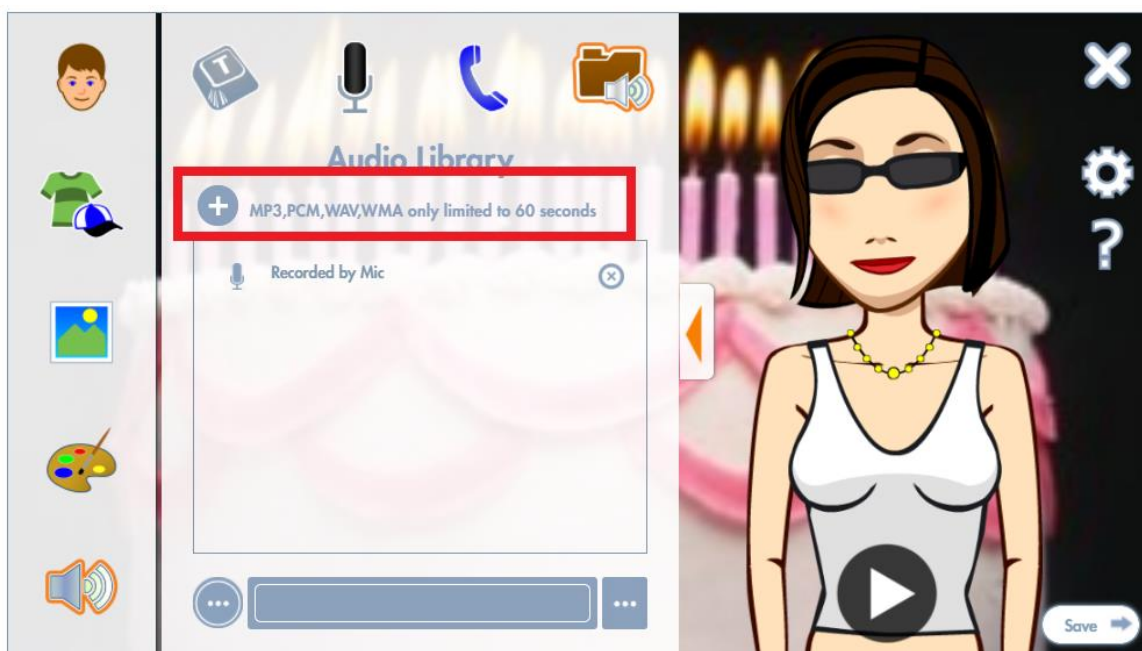 T
Audio Library
MP3,PCM,WAV,WMA only limited to 60 seconds
Recorded by Mic
?
Save